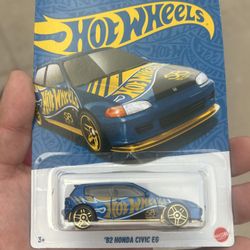 HOT WHEELS
HOT WHEELS
3+
'92 HONDA CIVIC EG